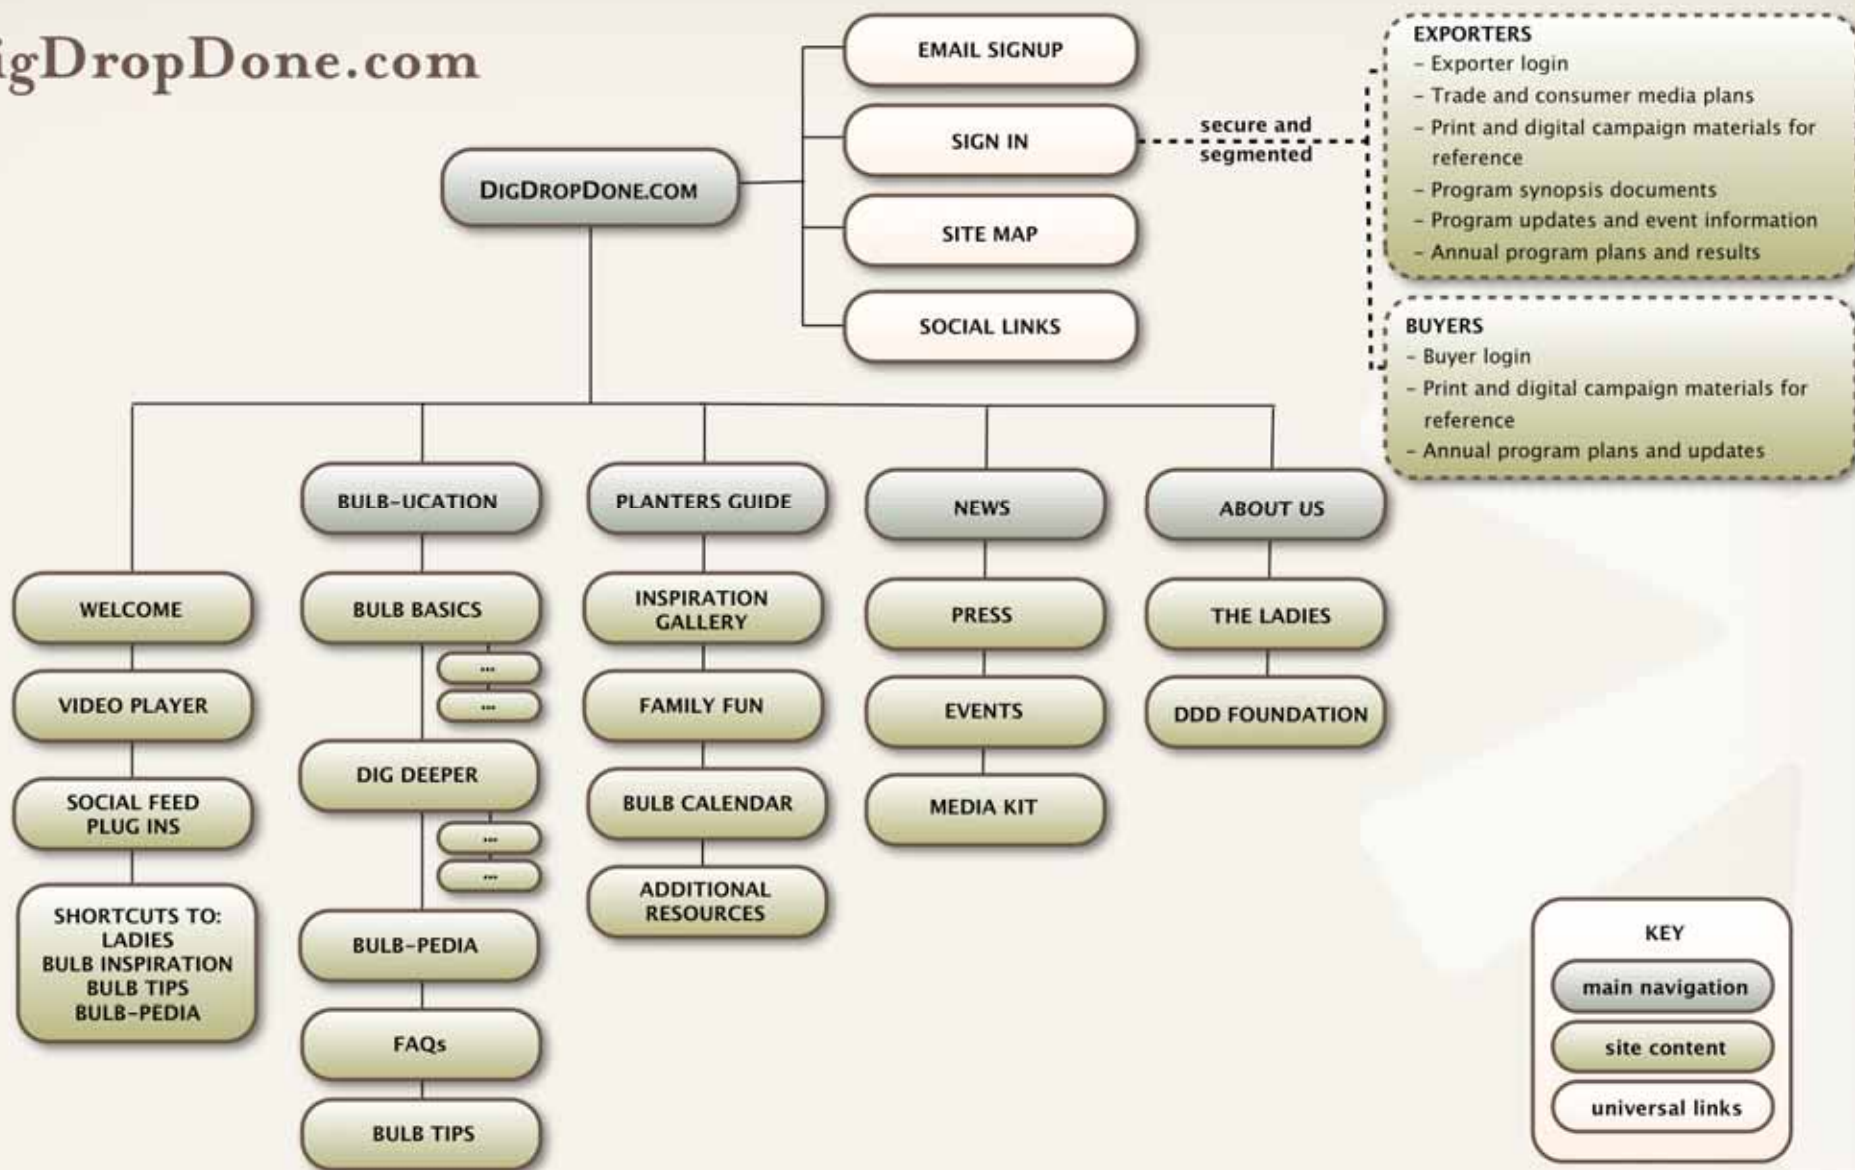 igDropDone.com
EMAIL SIGNUP
SIGN IN
SITE MAP
SOCIAL LINKS
DIGDROPDONE.COM
secure and
segmented
EXPORTERS
– Exporter login
– Trade and consumer media plans
– Print and digital campaign materials for
reference
– Program synopsis documents
– Program updates and event information
– Annual program plans and results
BUYERS
– Buyer login
– Print and digital campaign materials for
reference
– Annual program plans and updates
WELCOME
VIDEO PLAYER
SOCIAL FEED
PLUG INS
SHORTCUTS TO:
LADIES
BULB INSPIRATION
BULB TIPS
BULB-PEDIA
BULB-UCATION
BULB BASICS
...
...
DIG DEEPER
...
...
BULB-PEDIA
FAQs
BULB TIPS
PLANTERS GUIDE
INSPIRATION
GALLERY
FAMILY FUN
BULB CALENDAR
ADDITIONAL
RESOURCES
NEWS
PRESS
EVENTS
MEDIA KIT
ABOUT US
THE LADIES
DDD FOUNDATION
KEY
main navigation
site content
universal links